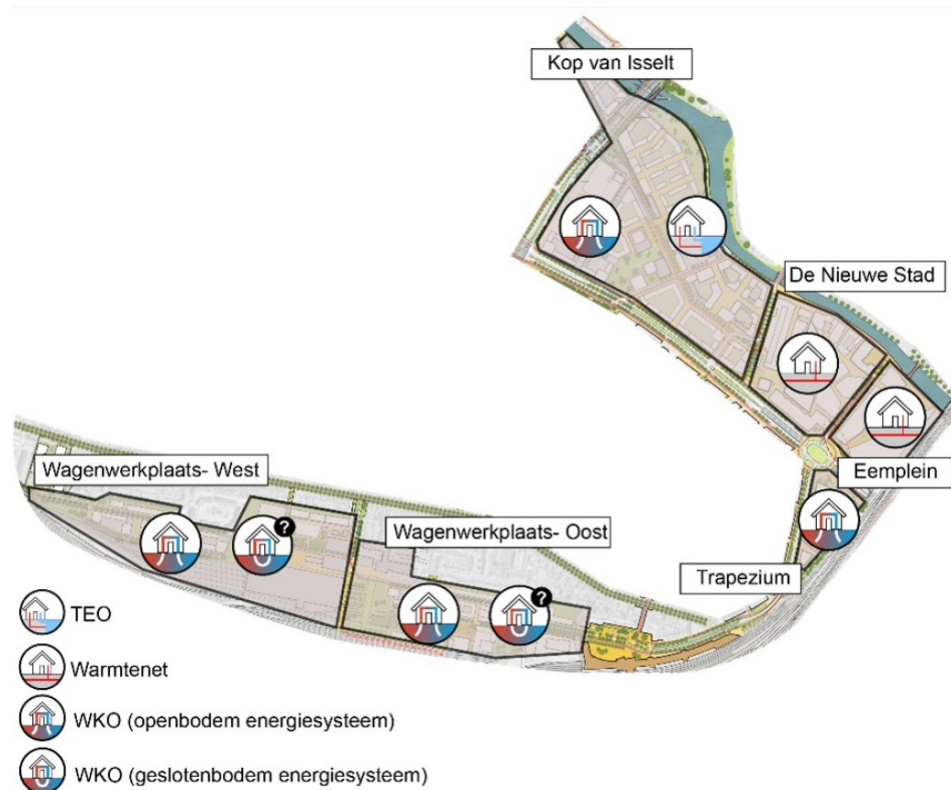 Kop van Isselt
De Nieuwe Stad
Eemplein
Wagenwerkplaats- West
?
Wagenwerkplaats- Oost
?
Trapezium
TEO
Warmtenet
WKO (openbodem energiesysteem)
WKO (geslotenbodem energiesysteem)